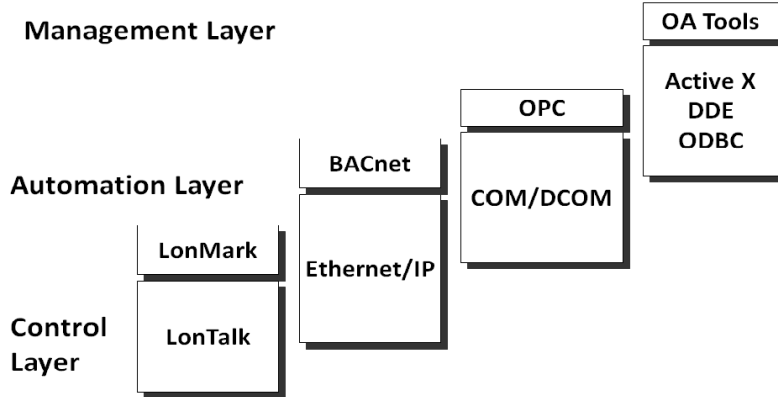 Management Layer
OA Tools
Active X
DDE
ODBC
OPC
COM/DCOM
BACnet
Automation Layer
Ethernet/IP
LonMark
Control
Layer
LonTalk